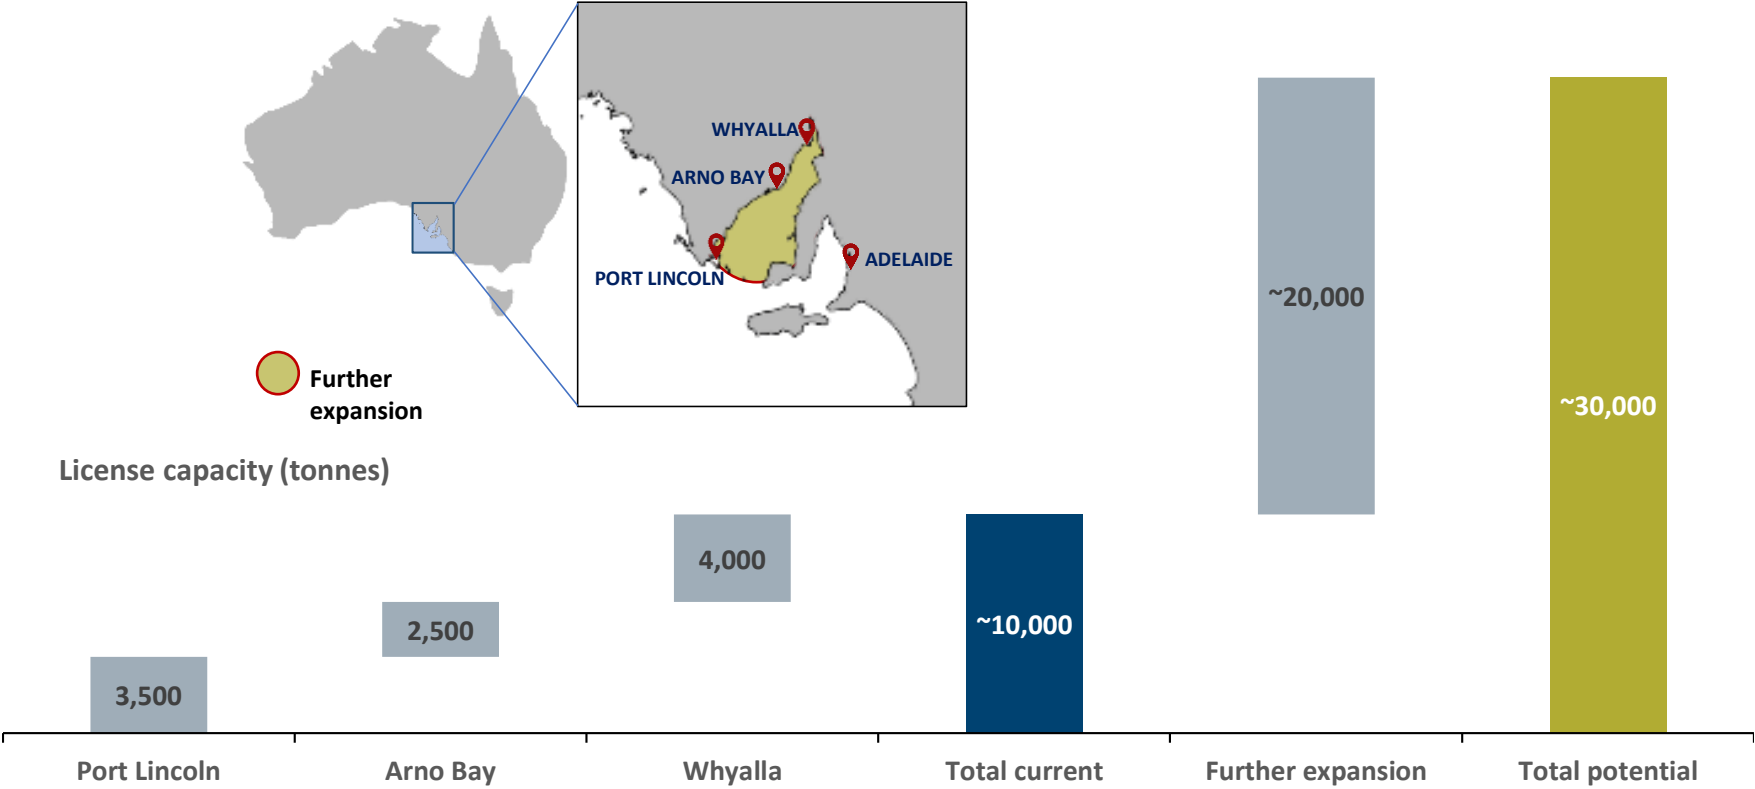 WHYALLA
ARNO BAY
ADELAIDE
PORT LINCOLN
Further
expansion
License capacity (tonnes)
3,500
2,500
4,000
~10,000
~20,000
~30,000
Port Lincoln
Arno Bay
Whyalla
Total current
Further expansion
Total potential